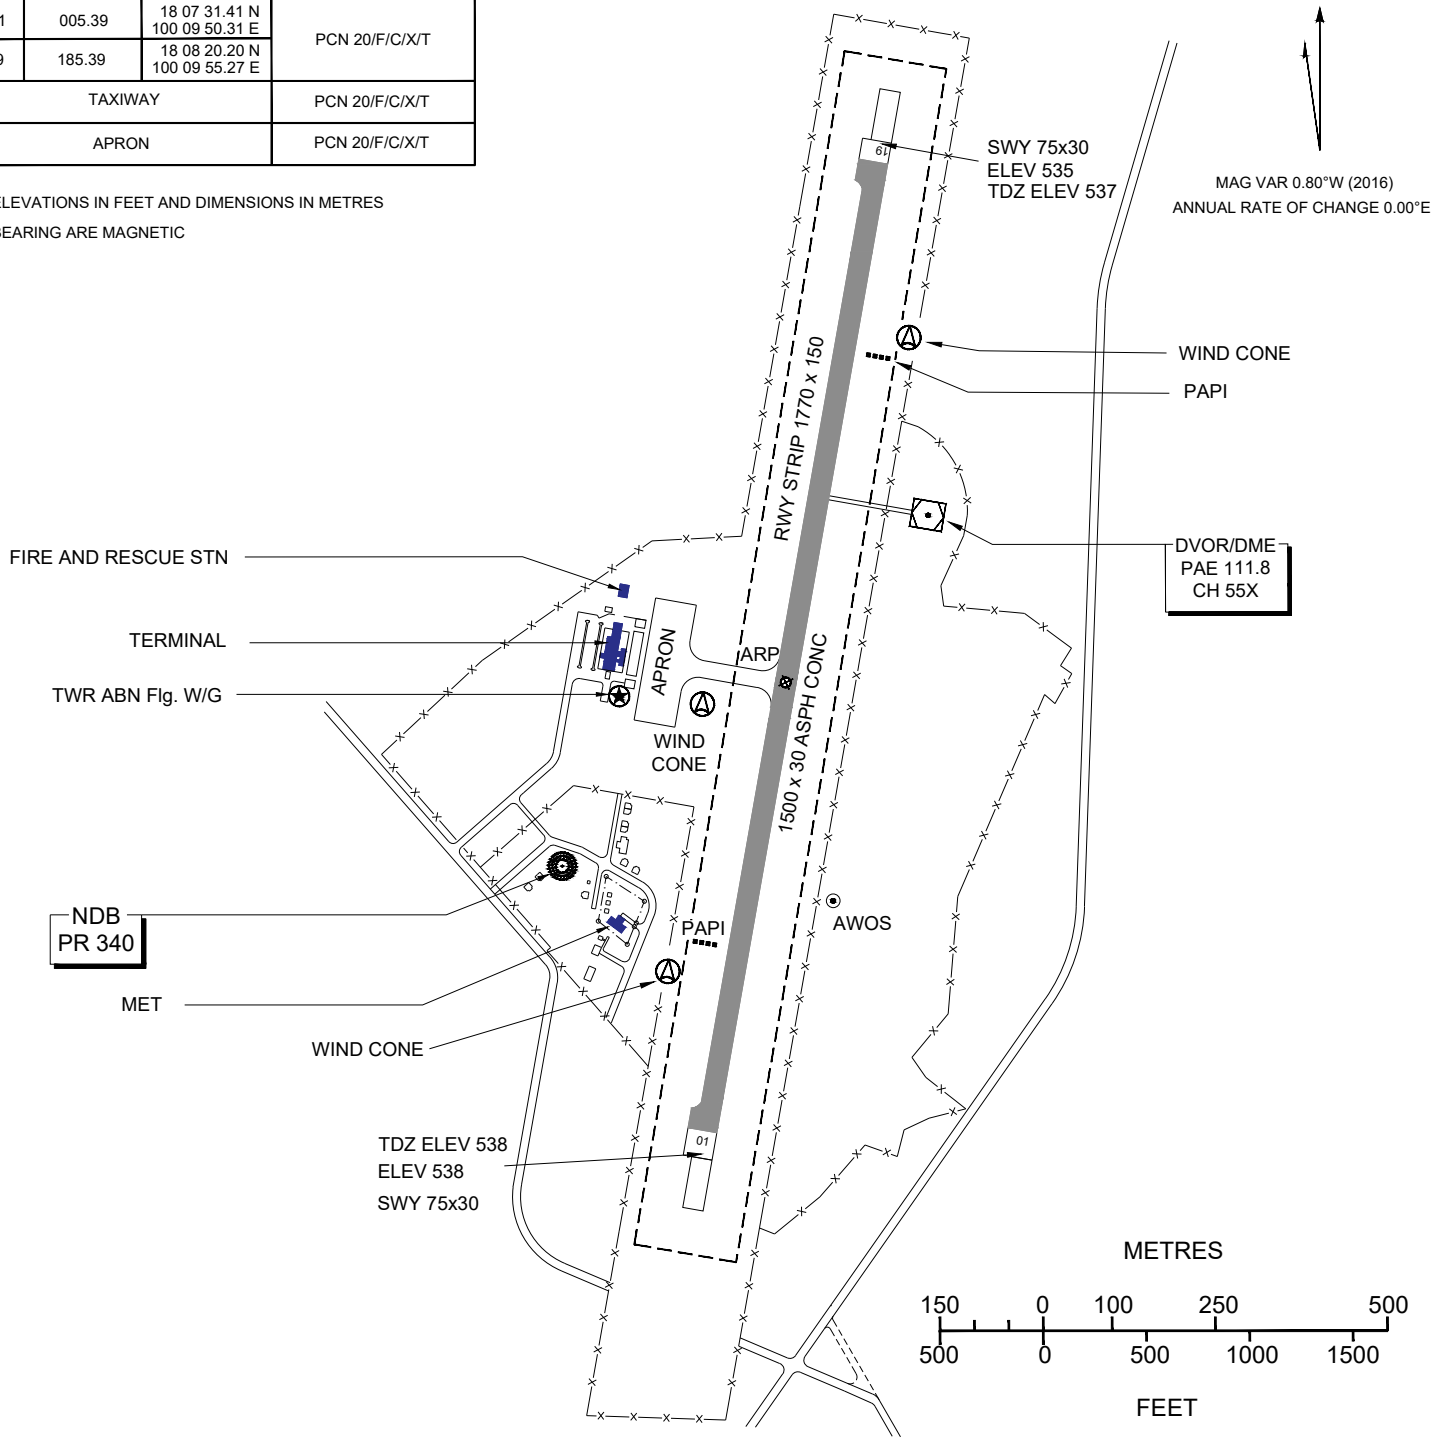 005.39
18 07 31.41 N
100 09 50.31 E
PCN 20/F/C/X/T
185.39
18 08 20.20 N
100 09 55.27 E
TAXIWAY
PCN 20/F/C/X/T
APRON
PCN 20/F/C/X/T
ELEVATIONS IN FEET AND DIMENSIONS IN METRES
BEARING ARE MAGNETIC
19
SWY 75x30
ELEV 535
TDZ ELEV 537
MAG VAR 0.80°W (2016)
ANNUAL RATE OF CHANGE 0.00°E
WIND CONE
PAPI
RWY STRIP 1770 x 150
DVOR/DME
PAE 111.8
CH 55X
FIRE AND RESCUE STN
TERMINAL
TWR ABN Flg. W/G
APRON
ARP
WIND
CONE
1500 x 30 ASPH CONC
NDB
PR 340
PAPI
AWOS
MET
WIND CONE
01
TDZ ELEV 538
ELEV 538
SWY 75x30
METRES
150 0 100 250 500
500 0 500 1000 1500
FEET